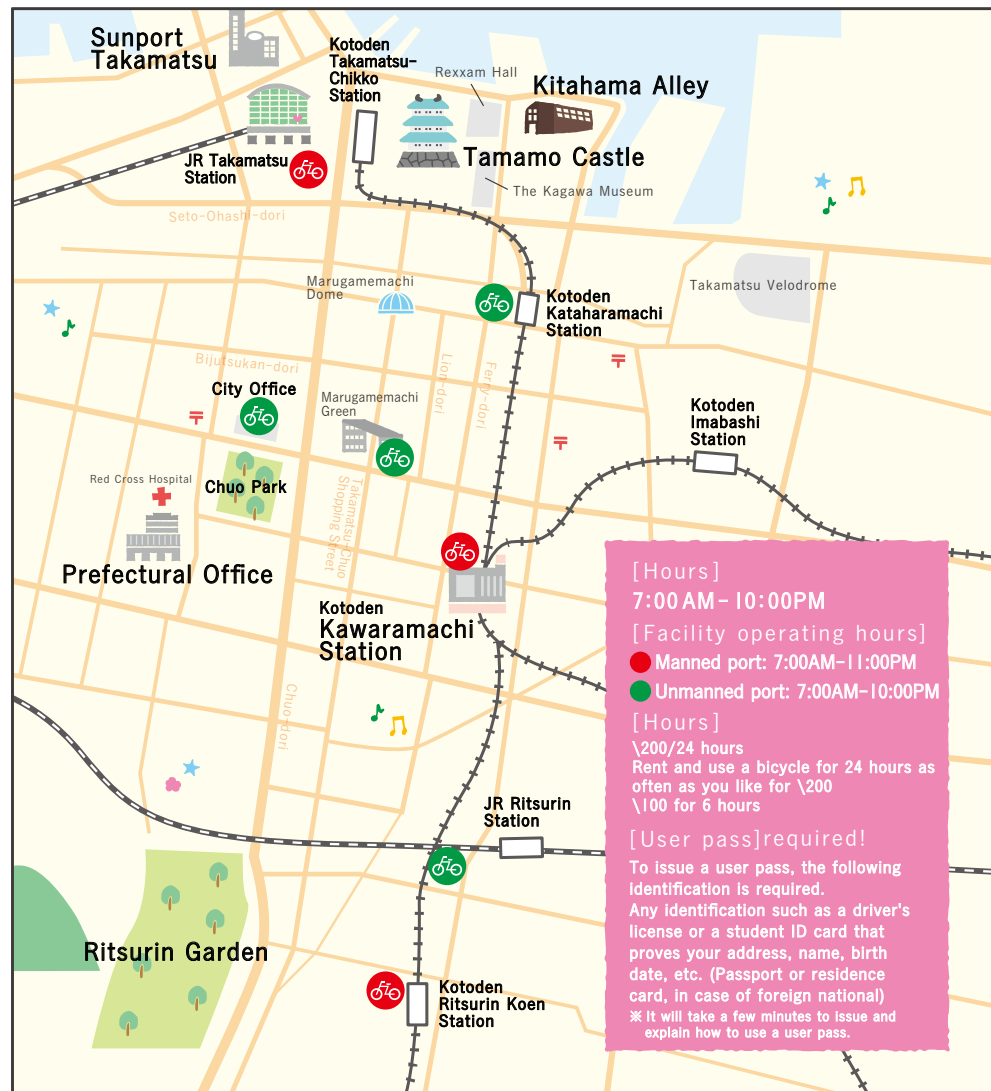 Sunport
Takamatsu
Kotoden
Takamatsu-
Chikko
Station
Rexxam Hall
Kitahama Alley
JR Takamatsu
Station
Tamamo Castle
The Kagawa Museum
Seto-Ohashi-dori
Marugamemachi
Dome
Kotoden
Kataharamachi
Station
Takamatsu Velodrome
Bijutsukan-dori
Lion-dori
Ferry-dori
City Office
Marugamemachi
Green
Kotoden
Imabashi
Station
Red Cross Hospital
Chuo Park
Takamatsu-Chuo
Shopping Street
Prefectural Office
Kotoden
Kawaramachi
Station
Chuo-dori
JR Ritsurin
Station
Ritsurin Garden
Kotoden
Ritsurin Koen
Station
[Hours]
7:00AM-10:00PM
[Facility operating hours]
Manned port: 7:00AM-11:00PM
Unmanned port: 7:00AM-10:00PM
[Hours]
\200/24 hours
Rent and use a bicycle for 24 hours as
often as you like for \200
\100 for 6 hours
[User pass]required!
To issue a user pass, the following
identification is required.
Any identification such as a driver's
license or a student ID card that
proves your address, name, birth
date, etc. (Passport or residence
card, in case of foreign national)
※It will take a few minutes to issue and
explain how to use a user pass.